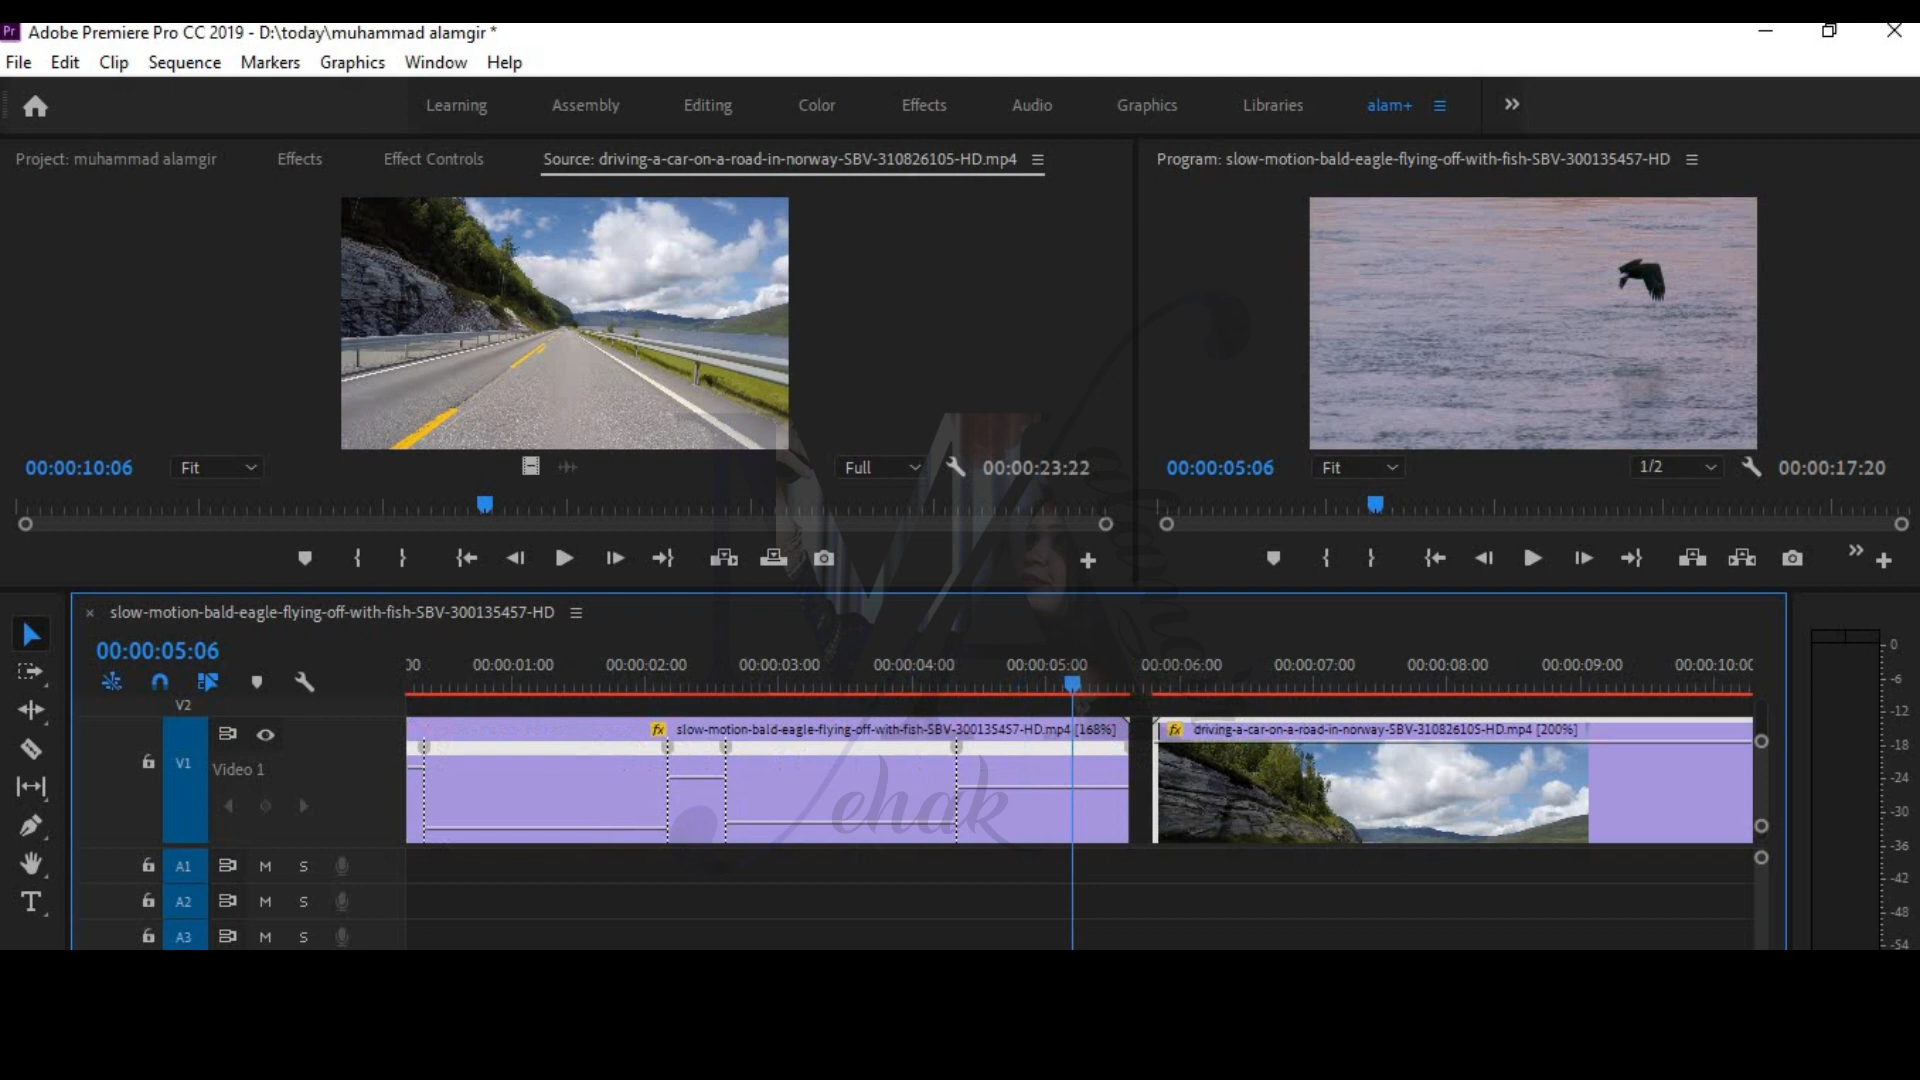 Pr Adobe Premiere Pro CC 2019 - D:\today\muhammad alamgir *
File Edit Clip Sequence Markers Graphics Window Help
Learning Assembly Editing Color Effects Audio Graphics Libraries alam+
Project: muhammad alamgir Effects Effect Controls Source: driving-a-car-on-a-road-in-norway-SBV-310826105-HD.mp4
Program: slow-motion-bald-eagle-flying-off-with-fish-SBV-300135457-HD
00:00:10:06 Fit Full 00:00:23:22
00:00:05:06 Fit 1/2 00:00:17:20
slow-motion-bald-eagle-flying-off-with-fish-SBV-300135457-HD
00:00:05:06
00:00:01:00 00:00:02:00 00:00:03:00 00:00:04:00 00:00:05:00 00:00:06:00 00:00:07:00 00:00:08:00 00:00:09:00 00:00:10:00
V2
fx slow-motion-bald-eagle-flying-off-with-fish-SBV-300135457-HD.mp4 [168%]
fx driving-a-car-on-a-road-in-norway-SBV-310826105-HD.mp4 [200%]
V1 Video 1
A1 M S
A2 M S
A3 M S
T
0
-6
-12
-18
-24
-30
-36
-42
-48
-54
ehak